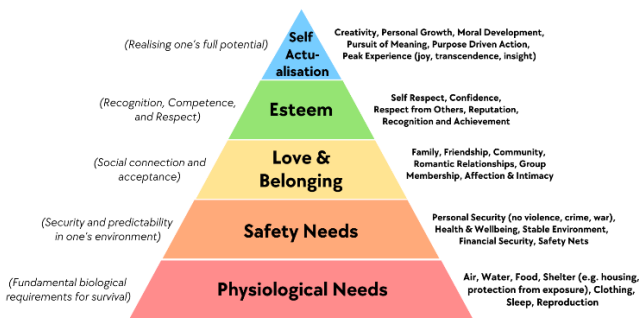 (Realising one's full potential)
Self
Actu-
alisation
Creativity, Personal Growth, Moral Development,
Pursuit of Meaning, Purpose Driven Action,
Peak Experience (joy, transcendence, insight)
(Recognition, Competence,
and Respect)
Esteem
Self Respect, Confidence,
Respect from Others, Reputation,
Recognition and Achievement
(Social connection and
acceptance)
Love &
Belonging
Family, Friendship, Community,
Romantic Relationships, Group
Membership, Affection & Intimacy
(Security and predictability
in one's environment)
Safety Needs
Personal Security (no violence, crime, war),
Health & Wellbeing, Stable Environment,
Financial Security, Safety Nets
(Fundamental biological
requirements for survival)
Physiological Needs
Air, Water, Food, Shelter (e.g. housing,
protection from exposure), Clothing,
Sleep, Reproduction